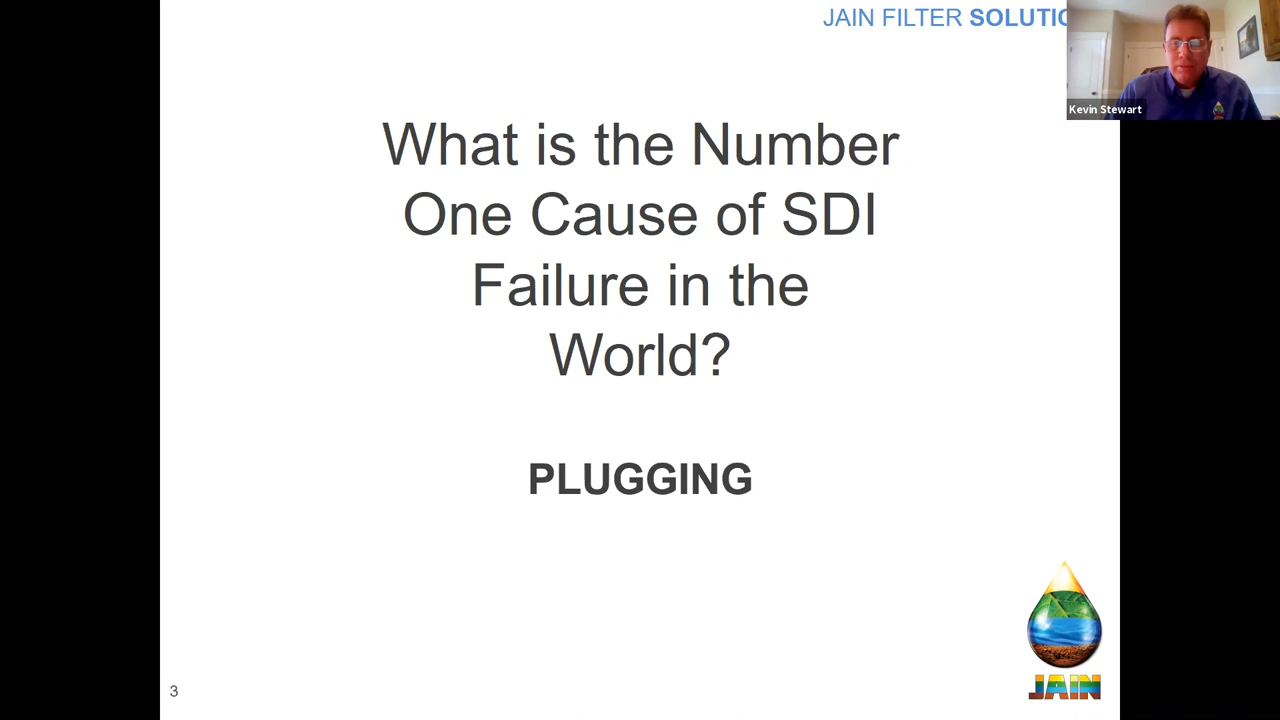 JAIN FILTER SOLUTIO
Kevin Stewart
What is the Number
One Cause of SDI
Failure in the
World?
PLUGGING
JAIN
3